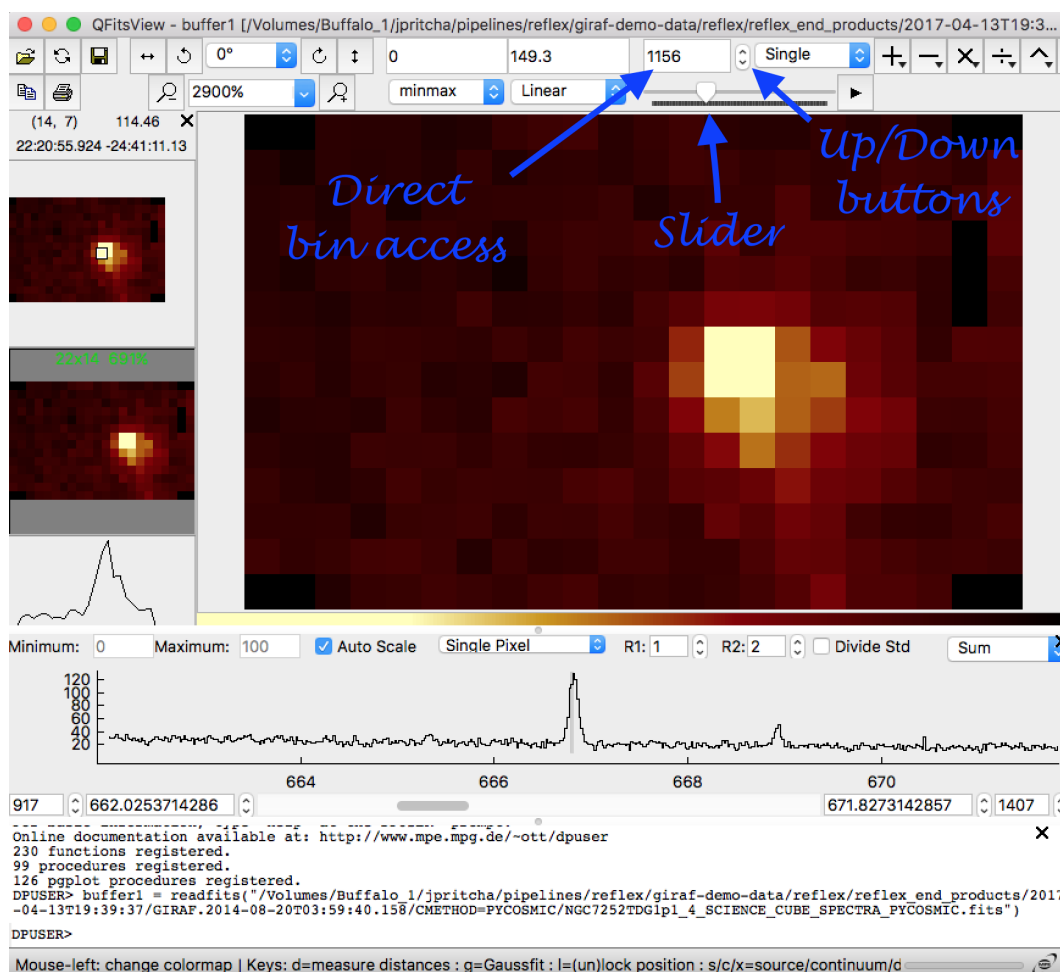 QFitsView - buffer1 [/Volumes/Buffalo_1/jpritcha/pipelines/reflex/giraf-demo-data/reflex/reflex_end_products/2017-04-13T19:3...
0° 0 149.3 1156 Single
2900% minmax Linear
(14, 7) 114.46
22:20:55.924 -24:41:11.13
Direct
bin access
Slider
Up/Down
buttons
22x14 691%
Minimum: 0 Maximum: 100 Auto Scale Single Pixel R1: 1 R2: 2 Divide Std Sum
120
100
80
60
40
20
664 666 668 670
917 662.0253714286 671.8273142857 1407
Online documentation available at: http://www.mpe.mpg.de/~ott/dpuser
230 functions registered.
99 procedures registered.
126 pgplot procedures registered.
DPUSER> buffer1 = readfits("/Volumes/Buffalo_1/jpritcha/pipelines/reflex/giraf-demo-data/reflex/reflex_end_products/2017
-04-13T19:39:37/GIRAF.2014-08-20T03:59:40.158/CMETHOD=PYCOSMIC/NGC7252TDG1p1_4_SCIENCE_CUBE_SPECTRA_PYCOSMIC.fits")
DPUSER>
Mouse-left: change colormap | Keys: d=measure distances : g=Gaussfit : l=(un)lock position : s/c/x=source/continuum/d